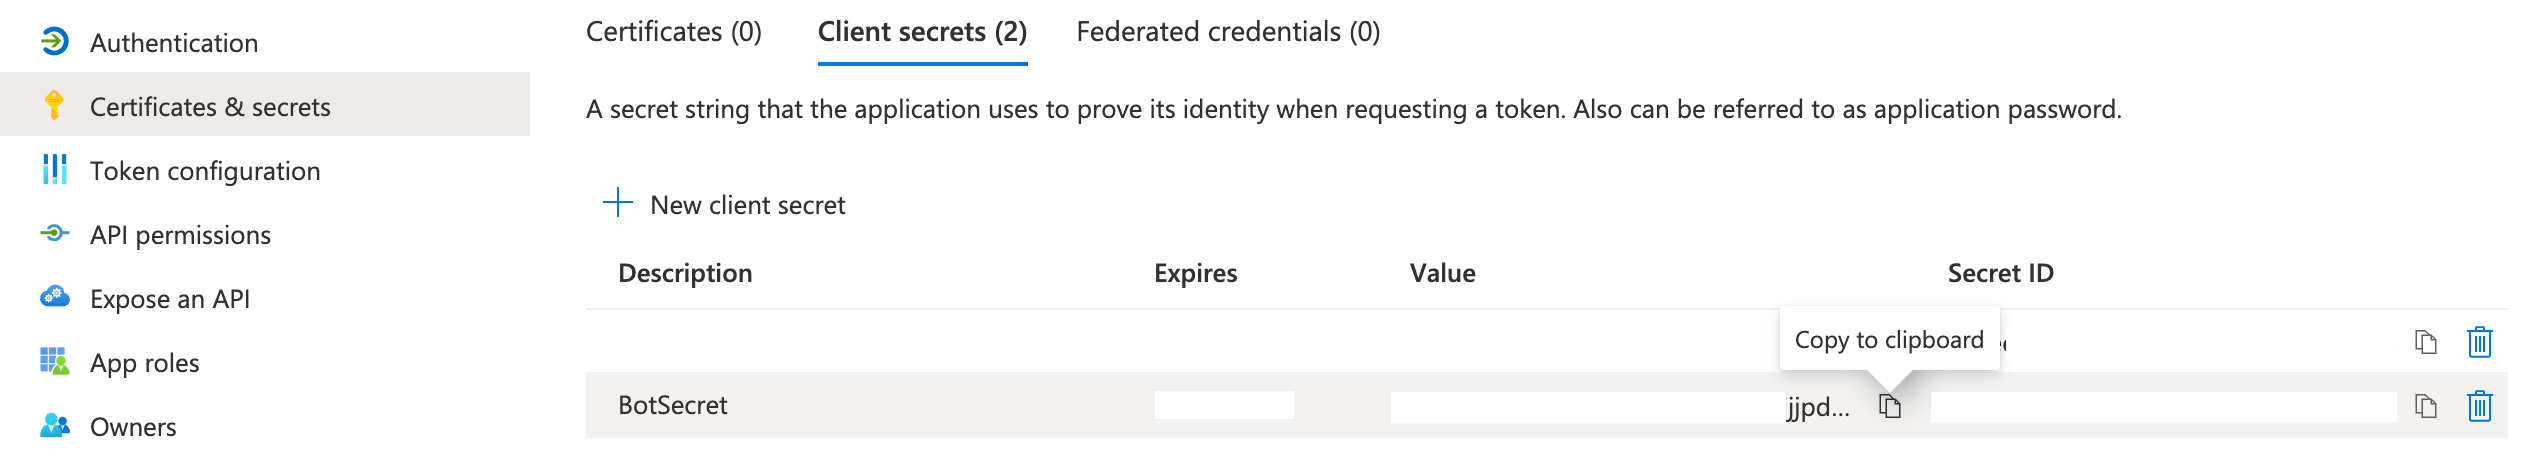 Authentication
Certificates & secrets
Token configuration
API permissions
Expose an API
App roles
Owners
Certificates (0) Client secrets (2) Federated credentials (0)
A secret string that the application uses to prove its identity when requesting a token. Also can be referred to as application password.
New client secret
Description Expires Value Secret ID
Copy to clipboard
BotSecret jjpd...